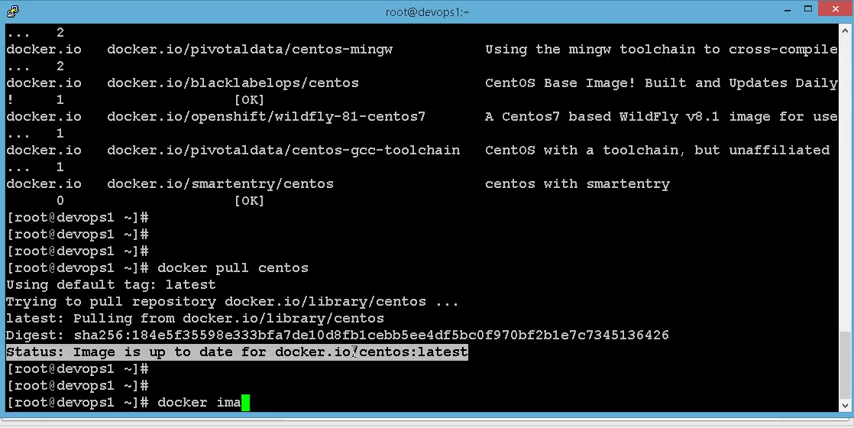 root@devops1:~
... 2
docker.io docker.io/pivotaldata/centos-mingw Using the mingw toolchain to cross-compile
... 2
docker.io docker.io/blacklabelops/centos CentOS Base Image! Built and Updates Daily
! 1 [OK]
docker.io docker.io/openshift/wildfly-81-centos7 A Centos7 based WildFly v8.1 image for use
... 1
docker.io docker.io/pivotaldata/centos-gcc-toolchain CentOS with a toolchain, but unaffiliated
... 1
docker.io docker.io/smartentry/centos centos with smartentry
0 [OK]
[root@devops1 ~]#
[root@devops1 ~]#
[root@devops1 ~]#
[root@devops1 ~]# docker pull centos
Using default tag: latest
Trying to pull repository docker.io/library/centos ...
latest: Pulling from docker.io/library/centos
Digest: sha256:184e5f35598e333bfa7de10d8fb1cebb5ee4df5bc0f970bf2b1e7c7345136426
Status: Image is up to date for docker.io/centos:latest
[root@devops1 ~]#
[root@devops1 ~]#
[root@devops1 ~]# docker ima